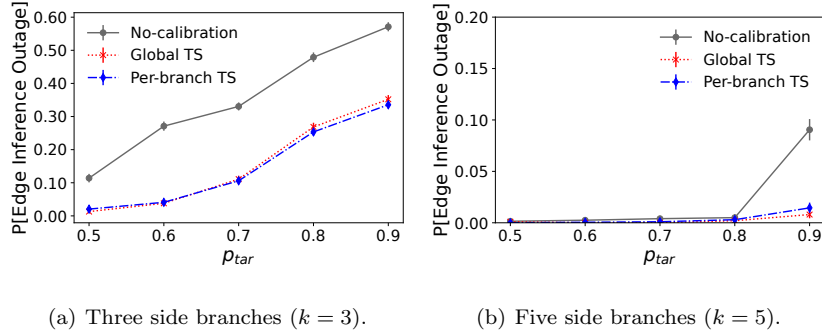 P[Edge Inference Outage]
0.60
0.50
0.40
0.30
0.20
0.10
0.00
No-calibration
Global TS
Per-branch TS
0.5 0.6 0.7 0.8 0.9
p_tar
(a) Three side branches (k = 3).
P[Edge Inference Outage]
0.20
0.15
0.10
0.05
0.00
No-calibration
Global TS
Per-branch TS
0.5 0.6 0.7 0.8 0.9
p_tar
(b) Five side branches (k = 5).